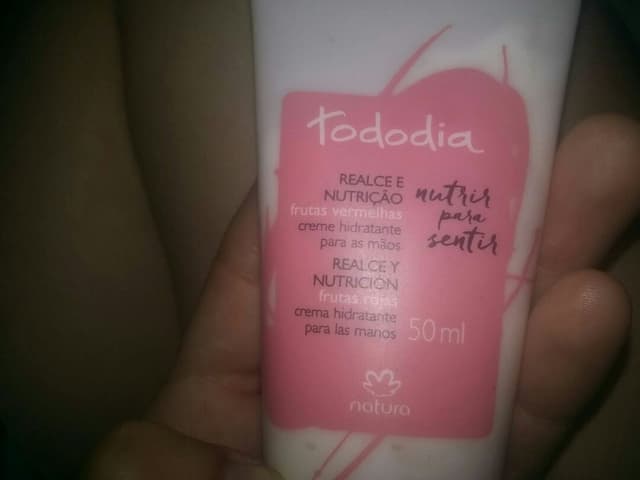 tododia
REALCE E
NUTRIÇÃO
frutas vermelhas
creme hidratante
para as mãos
nutrir
para
sentir
REALCE Y
NUTRICIÓN
frutas rojas
crema hidratante
para las manos
50 ml
natura